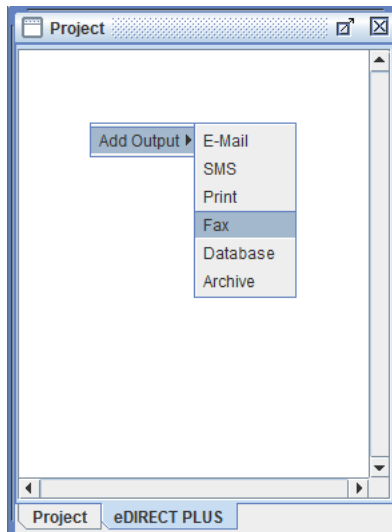 Project
Add Output
E-Mail
SMS
Print
Fax
Database
Archive
Project
eDIRECT PLUS